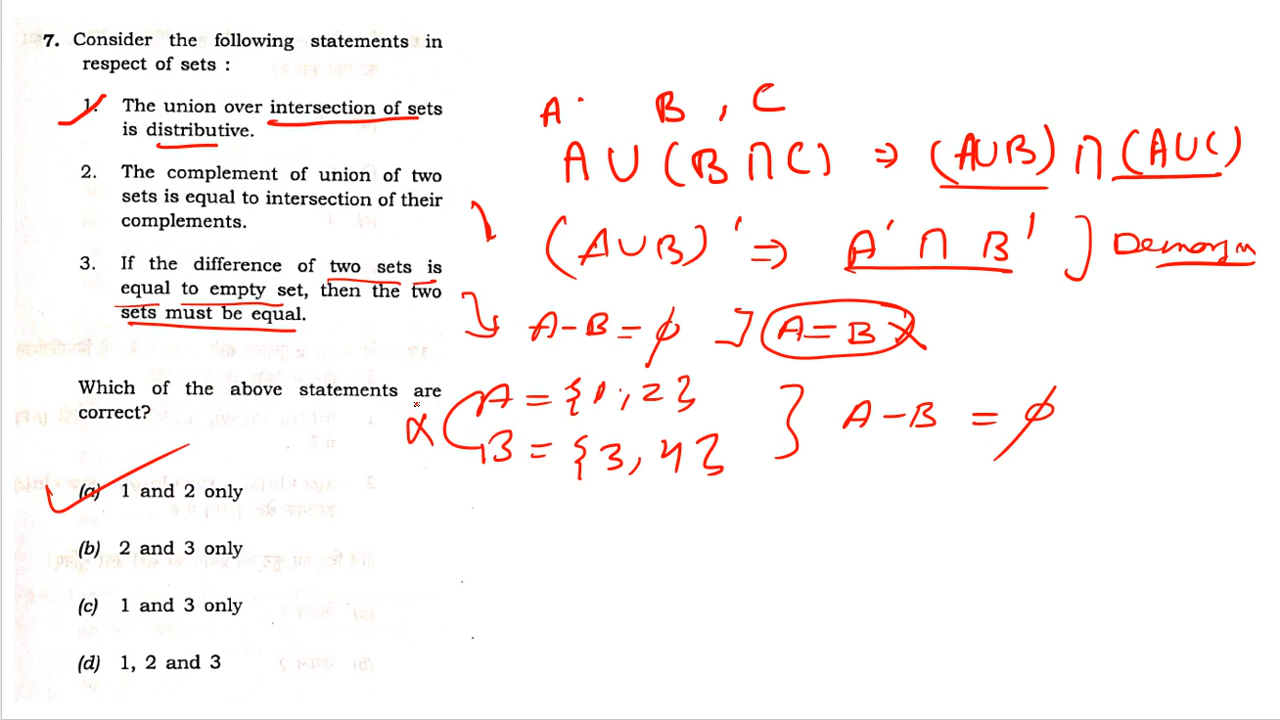 7. Consider the following statements in
respect of sets :
1. The union over intersection of sets
is distributive.
2. The complement of union of two
sets is equal to intersection of their
complements.
3. If the difference of two sets is
equal to empty set, then the two
sets must be equal.
Which of the above statements are
correct?
(a) 1 and 2 only
(b) 2 and 3 only
(c) 1 and 3 only
(d) 1, 2 and 3
A B , C
A ∪ (B ∩ C) ⇒ (A∪B) ∩ (A∪C)
(A∪B)' ⇒ A' ∩ B' ]
A-B = ϕ ] A=B
A = {1, 2}
B = {3, 4}
} A-B = ϕ